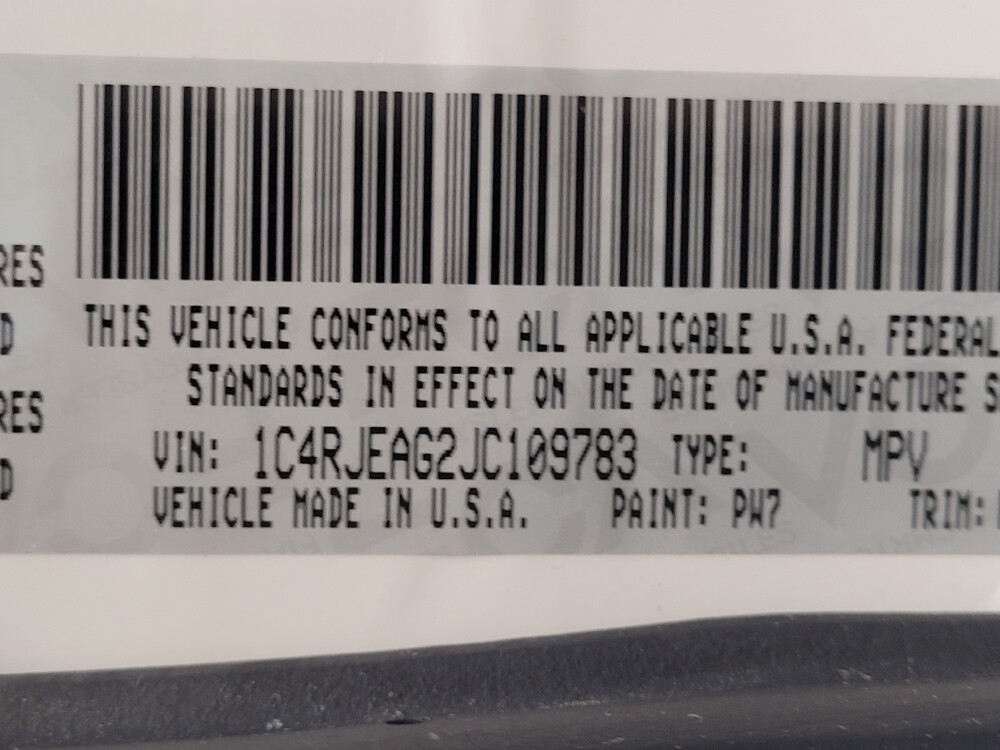 RES
D
RES
D
THIS VEHICLE CONFORMS TO ALL APPLICABLE U.S.A. FEDERAL
STANDARDS IN EFFECT ON THE DATE OF MANUFACTURE S
VIN: 1C4RJEAG2JC109783 TYPE: MPV
VEHICLE MADE IN U.S.A. PAINT: PW7 TRIM: